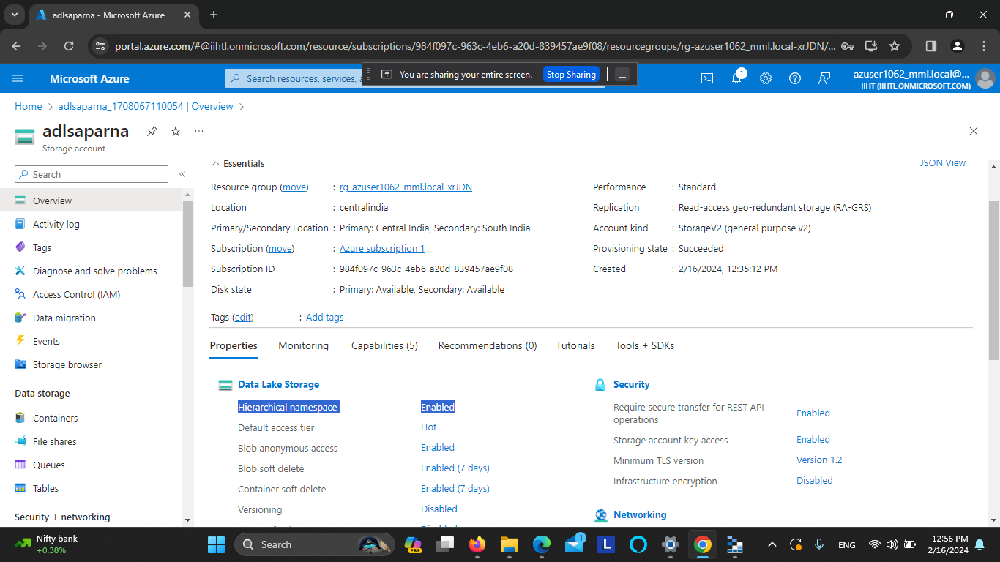 adlsaparna - Microsoft Azure
portal.azure.com/#@iihtl.onmicrosoft.com/resource/subscriptions/984f097c-963c-4eb6-a20d-839457ae9f08/resourcegroups/rg-azuser1062_mml.local-xrJDN/...
Microsoft Azure
Search resources, services, a
You are sharing your entire screen.
Stop Sharing
1
azuser1062_mml.local@...
IIHT (IIHTL.ONMICROSOFT.COM)
Home > adlsaparna_1708067110054 | Overview >
adlsaparna
Storage account
Search
Overview
Activity log
Tags
Diagnose and solve problems
Access Control (IAM)
Data migration
Events
Storage browser
Data storage
Containers
File shares
Queues
Tables
Security + networking
Essentials
JSON View
Resource group (move) : rg-azuser1062_mml.local-xrJDN
Location : centralindia
Primary/Secondary Location : Primary: Central India, Secondary: South India
Subscription (move) : Azure subscription 1
Subscription ID : 984f097c-963c-4eb6-a20d-839457ae9f08
Disk state : Primary: Available, Secondary: Available
Performance : Standard
Replication : Read-access geo-redundant storage (RA-GRS)
Account kind : StorageV2 (general purpose v2)
Provisioning state : Succeeded
Created : 2/16/2024, 12:35:12 PM
Tags (edit) : Add tags
Properties Monitoring Capabilities (5) Recommendations (0) Tutorials Tools + SDKs
Data Lake Storage
Hierarchical namespace Enabled
Default access tier Hot
Blob anonymous access Enabled
Blob soft delete Enabled (7 days)
Container soft delete Enabled (7 days)
Versioning Disabled
Security
Require secure transfer for REST API operations Enabled
Storage account key access Enabled
Minimum TLS version Version 1.2
Infrastructure encryption Disabled
Networking
Nifty bank
+0.38%
Search
PRE
1
L
ENG
12:56 PM
2/16/2024